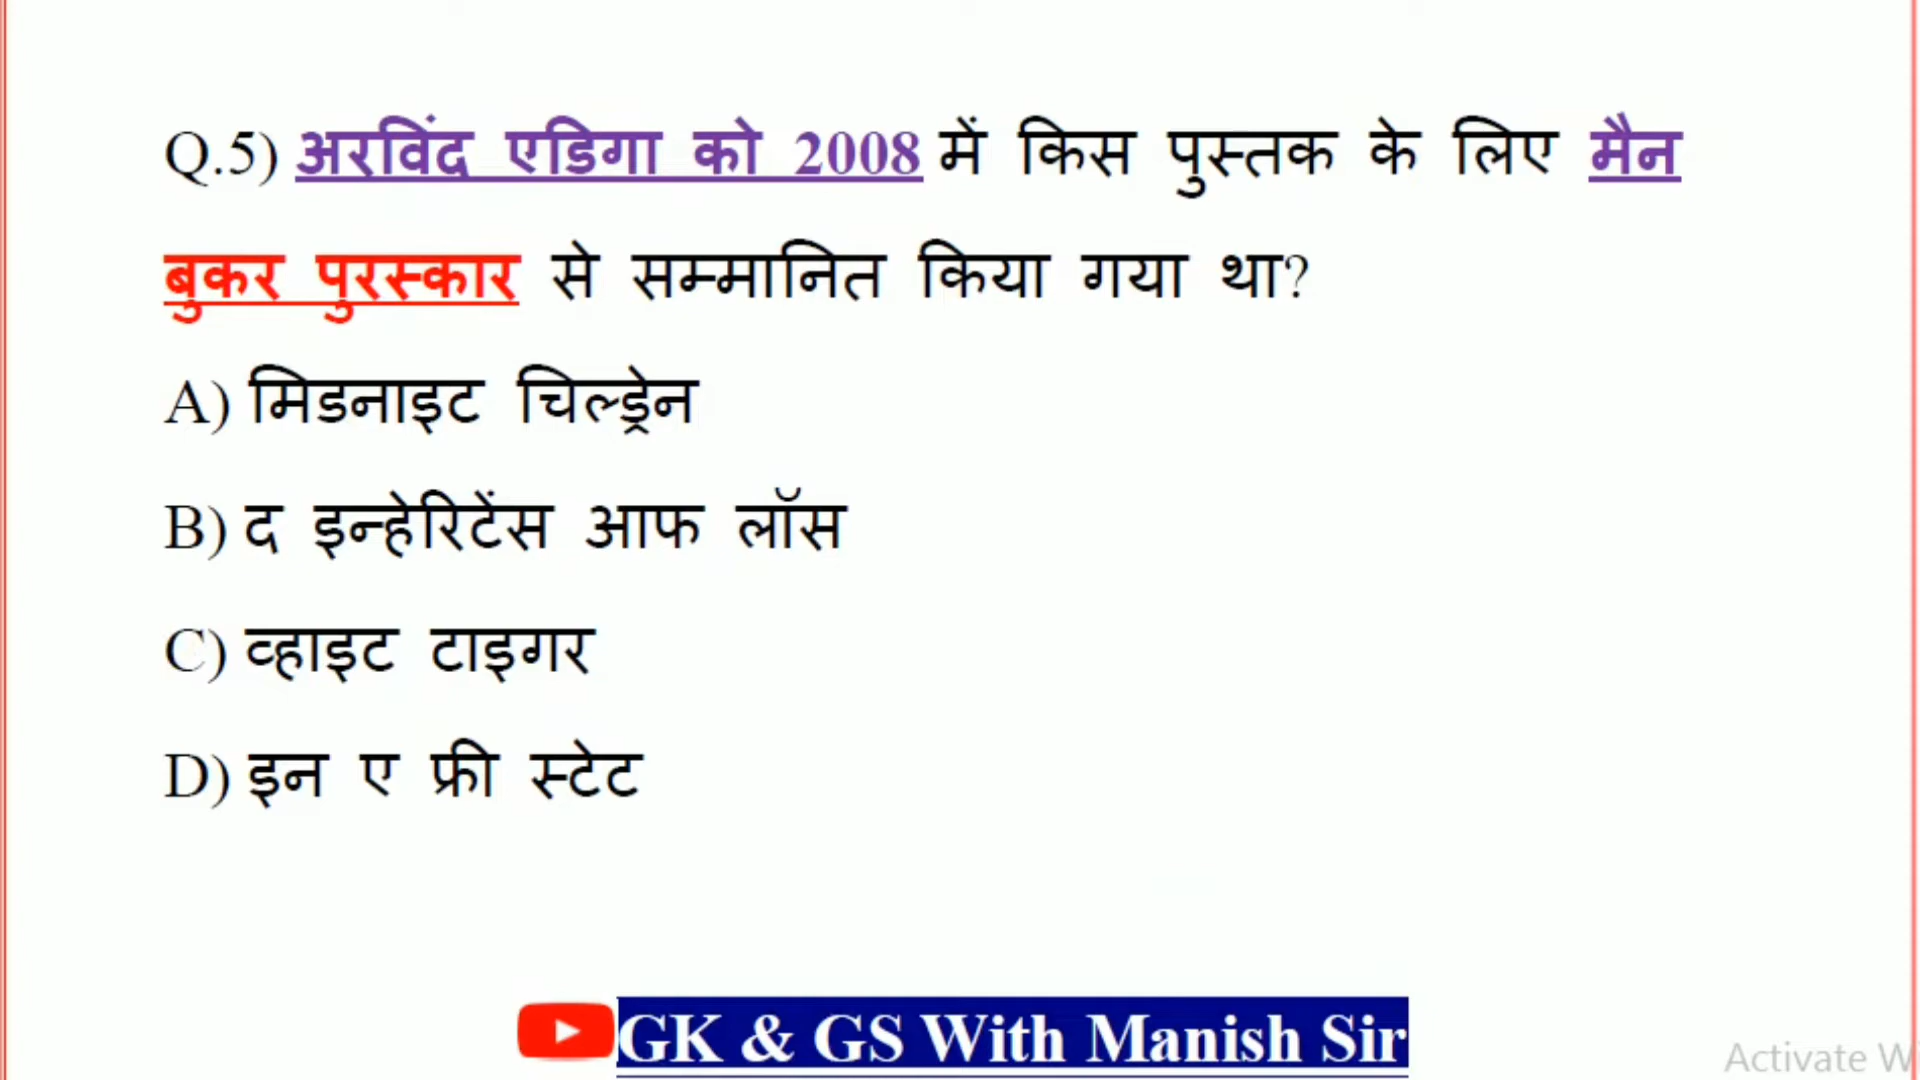 Q.5) अरविंद एडिगा को 2008 में किस पुस्तक के लिए मैन
बुकर पुरस्कार से सम्मानित किया गया था?
A) मिडनाइट चिल्ड्रेन
B) द इन्हेरिटेंस आफ लॉस
C) व्हाइट टाइगर
D) इन ए फ्री स्टेट
GK & GS With Manish Sir
Activate W